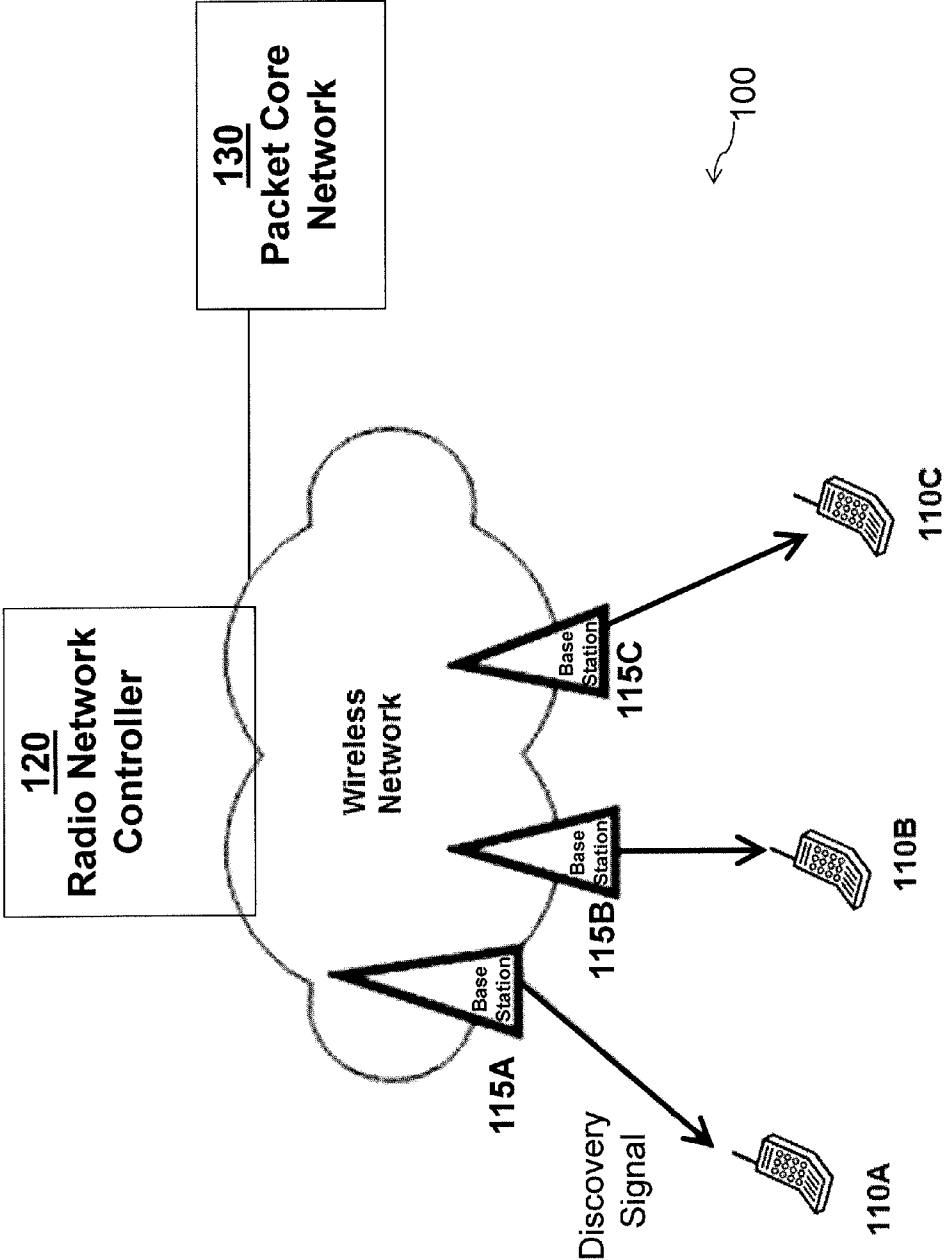 120
Radio Network
Controller
130
Packet Core
Network
Wireless
Network
Base
Station
115A
Base
Station
115B
Base
Station
115C
Discovery
Signal
110A
110B
110C
100